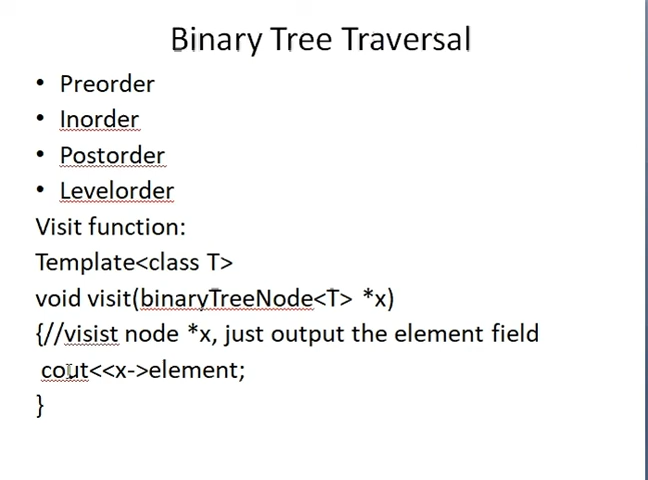 Binary Tree Traversal
• Preorder
• Inorder
• Postorder
• Levelorder
Visit function:
Template<class T>
void visit(binaryTreeNode<T> *x)
{//visist node *x, just output the element field
cout<<x->element;
}